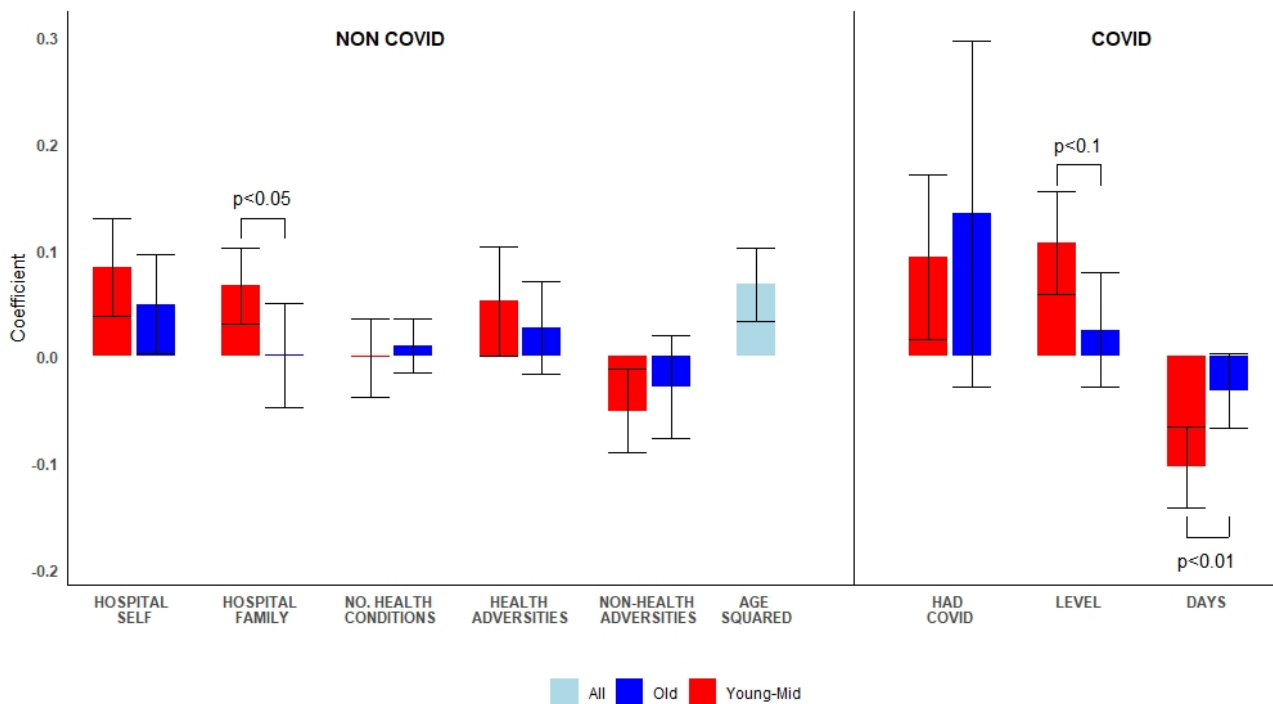 NON COVID
COVID
0.3
0.2
0.1
0.0
-0.1
-0.2
Coefficient
p<0.05
p<0.1
p<0.01
HOSPITAL
SELF
HOSPITAL
FAMILY
NO. HEALTH
CONDITIONS
HEALTH
ADVERSITIES
NON-HEALTH
ADVERSITIES
AGE
SQUARED
HAD
COVID
LEVEL
DAYS
All
Old
Young-Mid